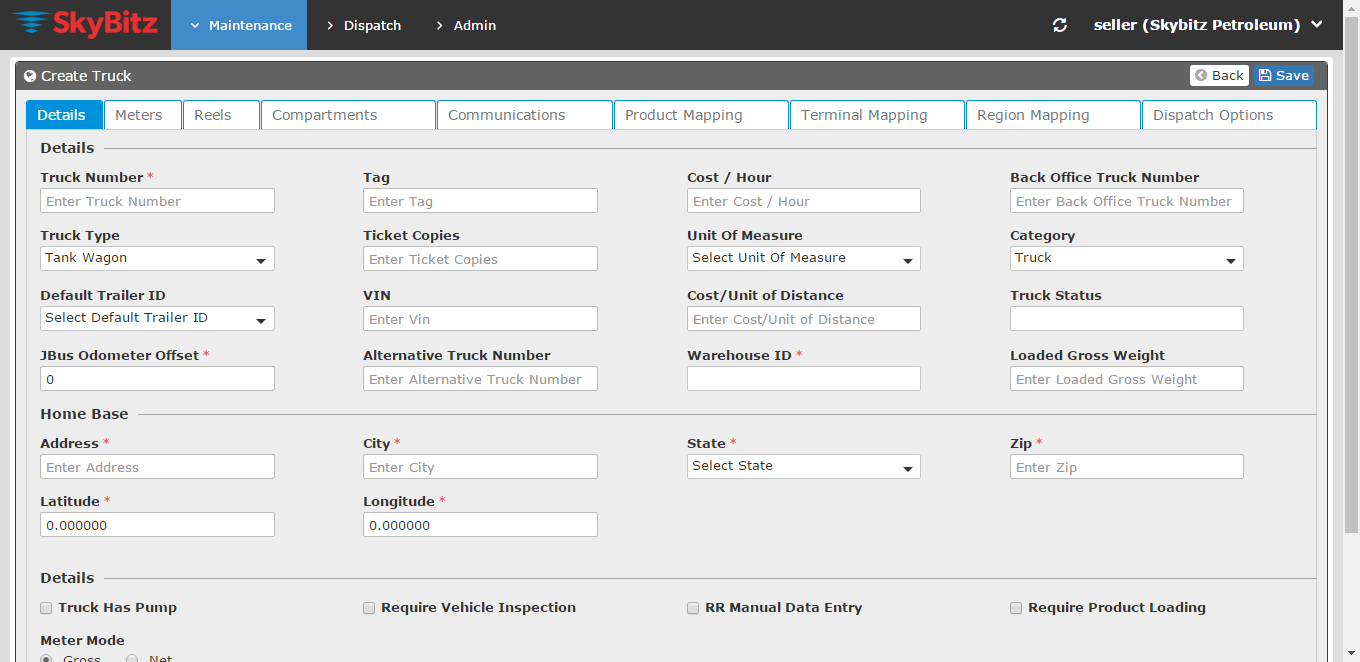 SkyBitz Maintenance Dispatch Admin seller (Skybitz Petroleum)
Create Truck Back Save
Details Meters Reels Compartments Communications Product Mapping Terminal Mapping Region Mapping Dispatch Options
Details
Truck Number * Tag Cost / Hour Back Office Truck Number
Enter Truck Number Enter Tag Enter Cost / Hour Enter Back Office Truck Number
Truck Type Ticket Copies Unit Of Measure Category
Tank Wagon Enter Ticket Copies Select Unit Of Measure Truck
Default Trailer ID VIN Cost/Unit of Distance Truck Status
Select Default Trailer ID Enter Vin Enter Cost/Unit of Distance
JBus Odometer Offset * Alternative Truck Number Warehouse ID * Loaded Gross Weight
0 Enter Alternative Truck Number Enter Loaded Gross Weight
Home Base
Address * City * State * Zip *
Enter Address Enter City Select State Enter Zip
Latitude * Longitude *
0.000000 0.000000
Details
Truck Has Pump Require Vehicle Inspection RR Manual Data Entry Require Product Loading
Meter Mode
Gross Net